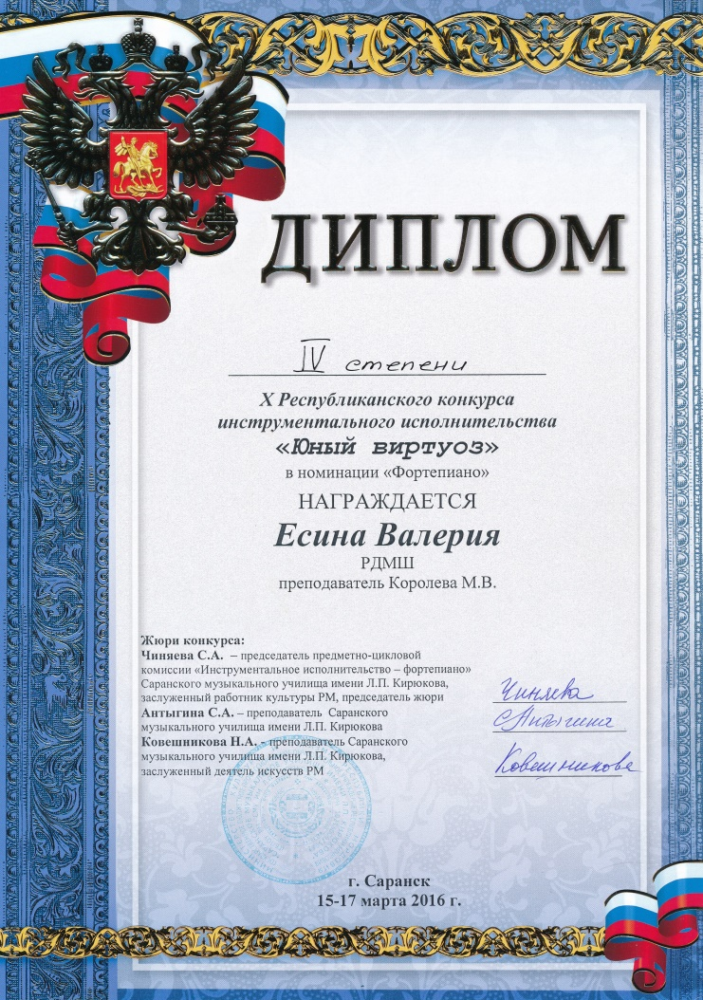 ДИПЛОМ
IV степени
X Республиканского конкурса
инструментального исполнительства
«Юный виртуоз»
в номинации «Фортепиано»
НАГРАЖДАЕТСЯ
Есина Валерия
РДМШ
преподаватель Королева М.В.
Жюри конкурса:
Чиняева С.А. – председатель предметно-цикловой
комиссии «Инструментальное исполнительство – фортепиано»
Саранского музыкального училища имени Л.П. Кирюкова,
заслуженный работник культуры РМ, председатель жюри
Чиняева
Антыгина С.А. – преподаватель Саранского
музыкального училища имени Л.П. Кирюкова
САнтыгина
Ковешникова Н.А. - преподаватель Саранского
музыкального училища имени Л.П. Кирюкова,
заслуженный деятель искусств РМ
Ковешникова
г. Саранск
15-17 марта 2016 г.